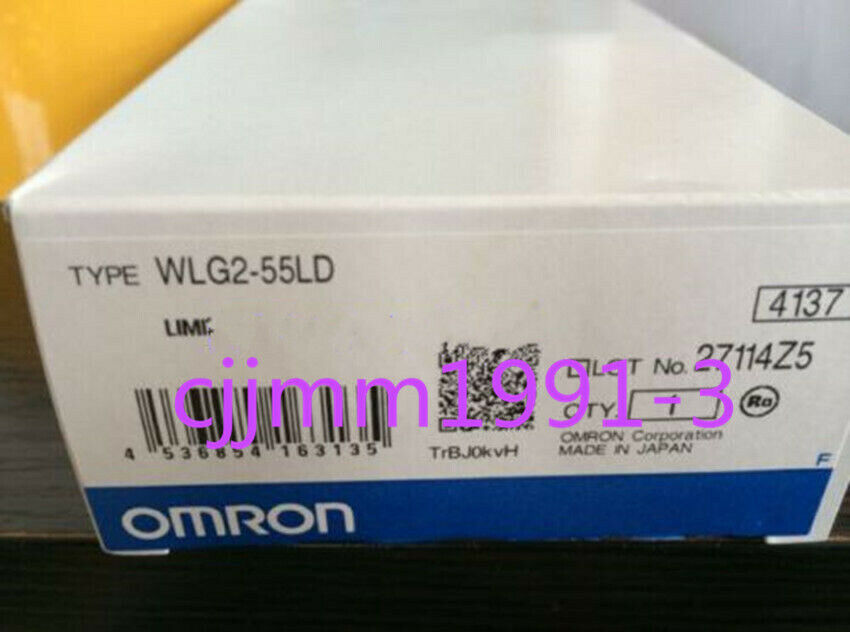 TYPE WLG2-55LD
4137
LOT No. 27114Z5
cjjmm1991-3
QTY 1
4 536854 163135
TrBJ0kvH
OMRON Corporation
MADE IN JAPAN
F
OMRON